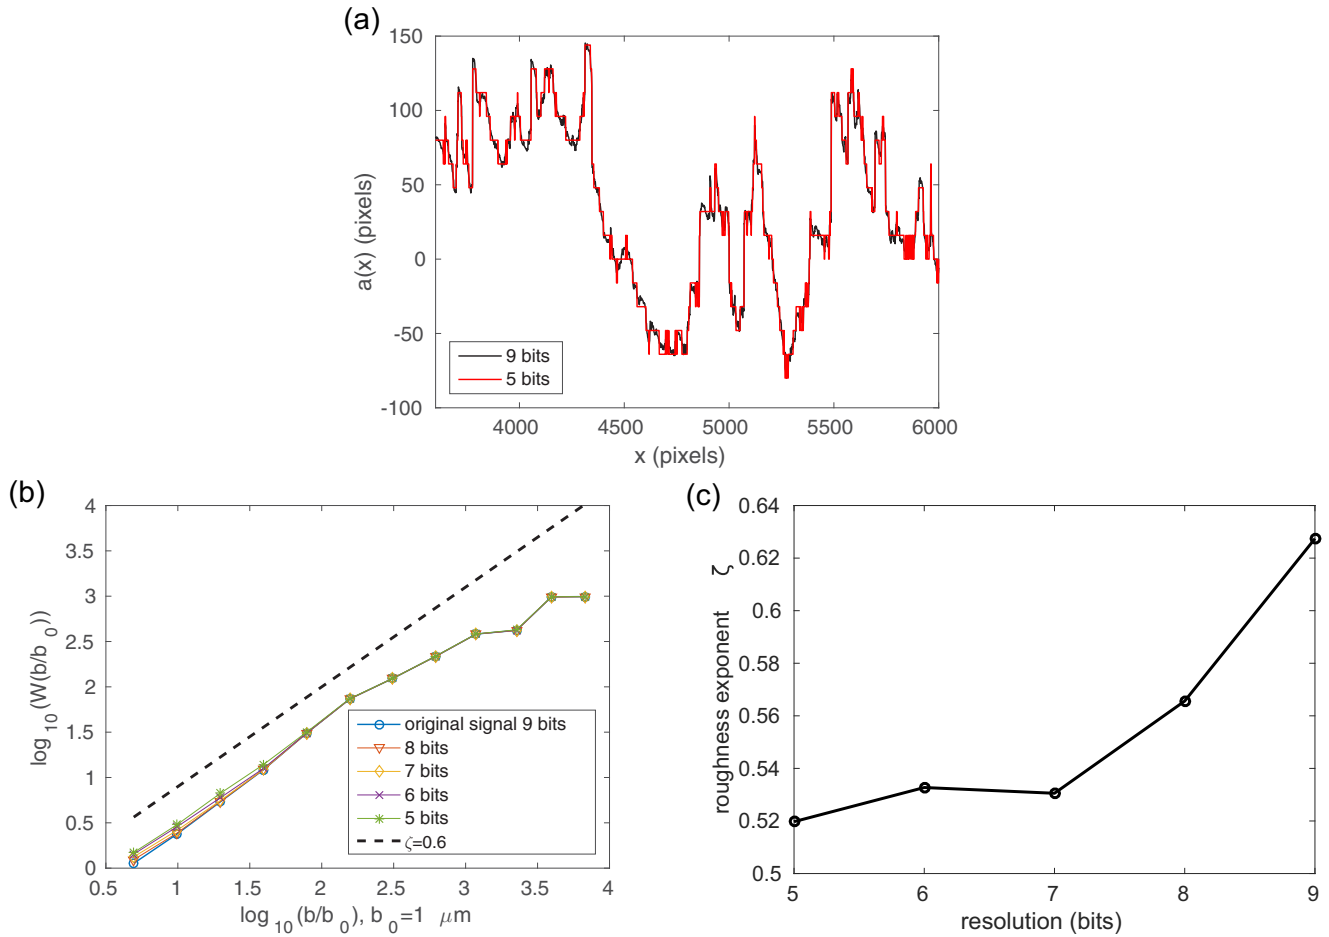 (a)
150
100
50
0
-50
-100
a(x) (pixels)
9 bits
5 bits
4000 4500 5000 5500 6000
x (pixels)
(b)
4
3.5
3
2.5
2
1.5
1
0.5
0
log10(W(b/b0))
original signal 9 bits
8 bits
7 bits
6 bits
5 bits
ζ=0.6
0.5 1 1.5 2 2.5 3 3.5 4
log10(b/b0), b0=1 μm
(c)
0.64
0.62
0.6
0.58
0.56
0.54
0.52
0.5
roughness exponent ζ
5 6 7 8 9
resolution (bits)